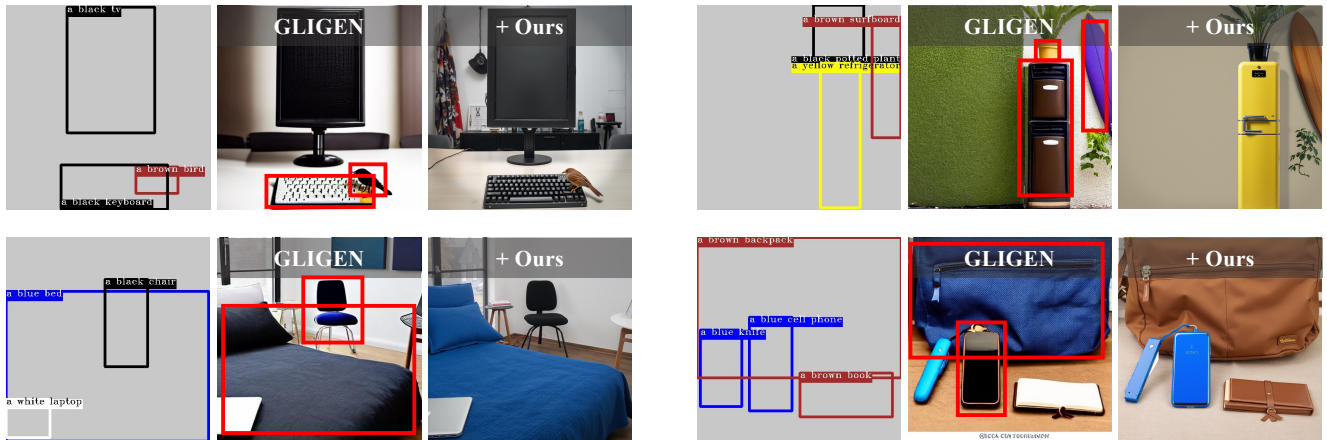 a black tv
GLIGEN
+ Ours
a brown bird
a black keyboard
a brown surfboard
a black potted plant
a yellow refrigerator
GLIGEN
+ Ours
a black chair
a blue bed
a white laptop
GLIGEN
+ Ours
a brown backpack
a blue cell phone
a blue knife
a brown book
GLIGEN
+ Ours